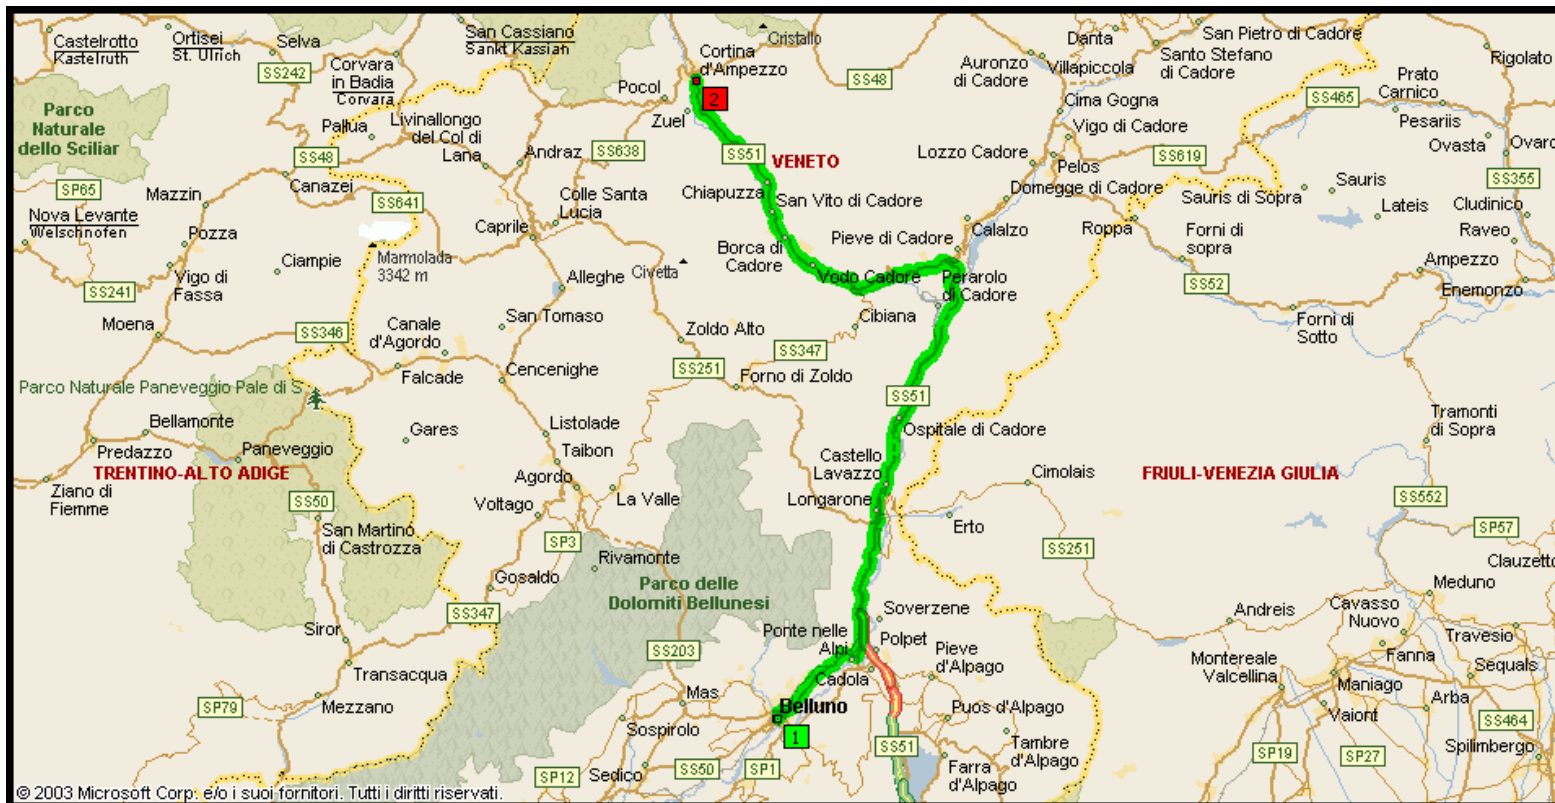 Castelrotto
Kastelruth
Ortisei
St. Ulrich
Selva
SS242
Corvara
in Badia
Corvara
San Cassiano
Sankt Kassian
Cristallo
Cortina
d'Ampezzo
2
Pocol
Zuel
SS48
Auronzo
di Cadore
Danta
Villapiccola
San Pietro di Cadore
Santo Stefano
di Cadore
Rigolato
Prato
Carnico
SS465
Cima Gogna
Pesariis
Ovasta
Ovaro
Parco
Naturale
dello Sciliar
Pallua
Livinallongo
del Col di
Lana
Andraz
SS638
SS51
VENETO
Vigo di Cadore
Lozzo Cadore
Pelos
SS619
SS48
SP65
Mazzin
Canazei
SS641
Colle Santa
Lucia
Chiapuzza
San Vito di Cadore
Domegge di Cadore
Sauris di Sopra
Sauris
SS355
Lateis
Cludinico
Nova Levante
Welschnofen
Pozza
Caprile
Borca di
Cadore
Pieve di Cadore
Calalzo
Roppa
Forni di
sopra
Raveo
Marmolada
3342 m
Ciampie
Vigo di
Fassa
SS241
Alleghe
Civetta
Vodo Cadore
Perarolo
di Cadore
Ampezzo
SS52
Enemonzo
Moena
SS346
Canale
d'Agordo
San Tomaso
Zoldo Alto
Cibiana
Forni di
Sotto
SS347
SS251
Falcade
Cencenighe
Forno di Zoldo
Parco Naturale Paneveggio Pale di S
SS51
Bellamonte
Predazzo
Paneveggio
Gares
Listolade
Taibon
Ospitale di Cadore
Tramonti
di Sopra
TRENTINO-ALTO ADIGE
Agordo
La Valle
Castello
Lavazzo
Longarone
Cimolais
FRIULI-VENEZIA GIULIA
Ziano di
Fiemme
SS50
Voltago
Erto
SS552
San Martino
di Castrozza
SP3
Rivamonte
SS251
SP57
Clauzetto
Gosaldo
Parco delle
Dolomiti Bellunesi
Meduno
SS347
Soverzene
Andreis
Cavasso
Nuovo
Siror
Ponte nelle
Alpi
Polpet
Travesio
SS203
Pieve
d'Alpago
Fanna
Transacqua
Cadola
Montereale
Valcellina
Sequals
Maniago
Mas
Belluno
Arba
SP79
Mezzano
Sospirolo
1
Puos d'Alpago
Vaiont
SS464
SS51
Tambre
d'Alpago
Spilimbergo
SP12
Sedico
SS50
SP1
Farra
d'Alpago
SP19
SP27
© 2003 Microsoft Corp. e/o i suoi fornitori. Tutti i diritti riservati.